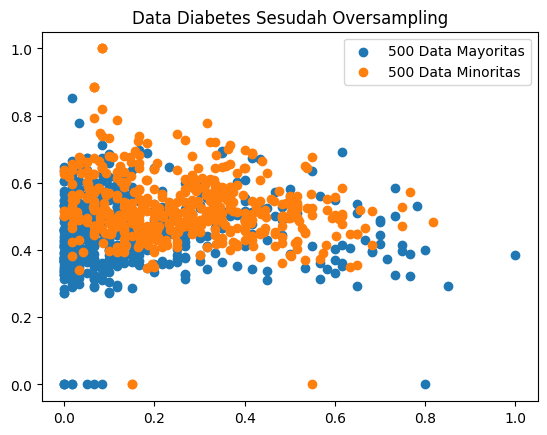 Data Diabetes Sesudah Oversampling
500 Data Mayoritas
500 Data Minoritas
1.0
0.8
0.6
0.4
0.2
0.0
0.0 0.2 0.4 0.6 0.8 1.0